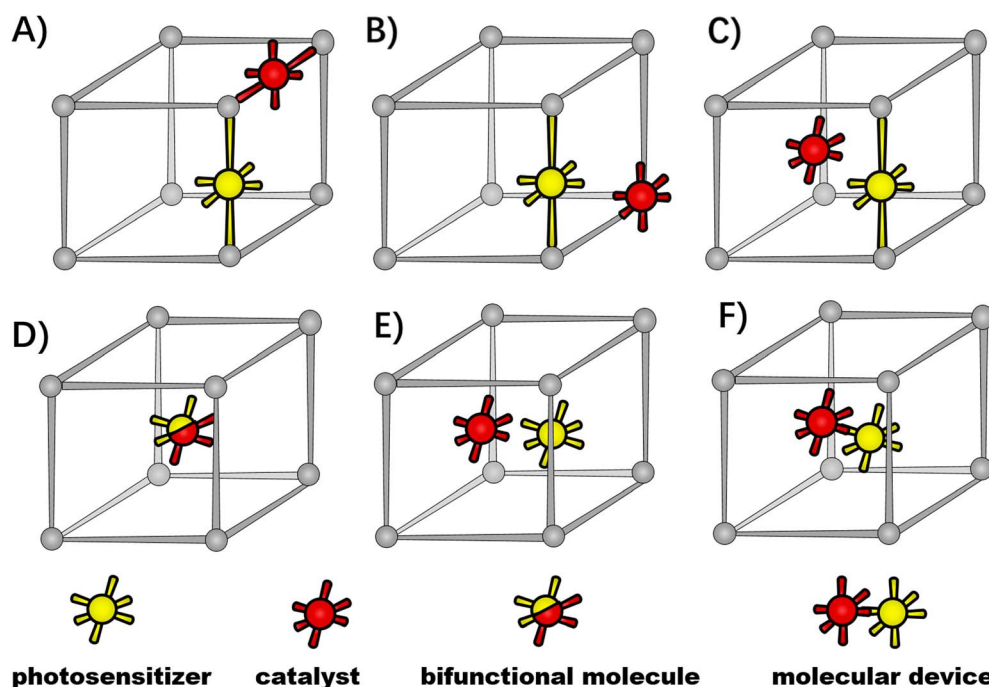 A)
B)
C)
D)
E)
F)
photosensitizer
catalyst
bifunctional molecule
molecular device